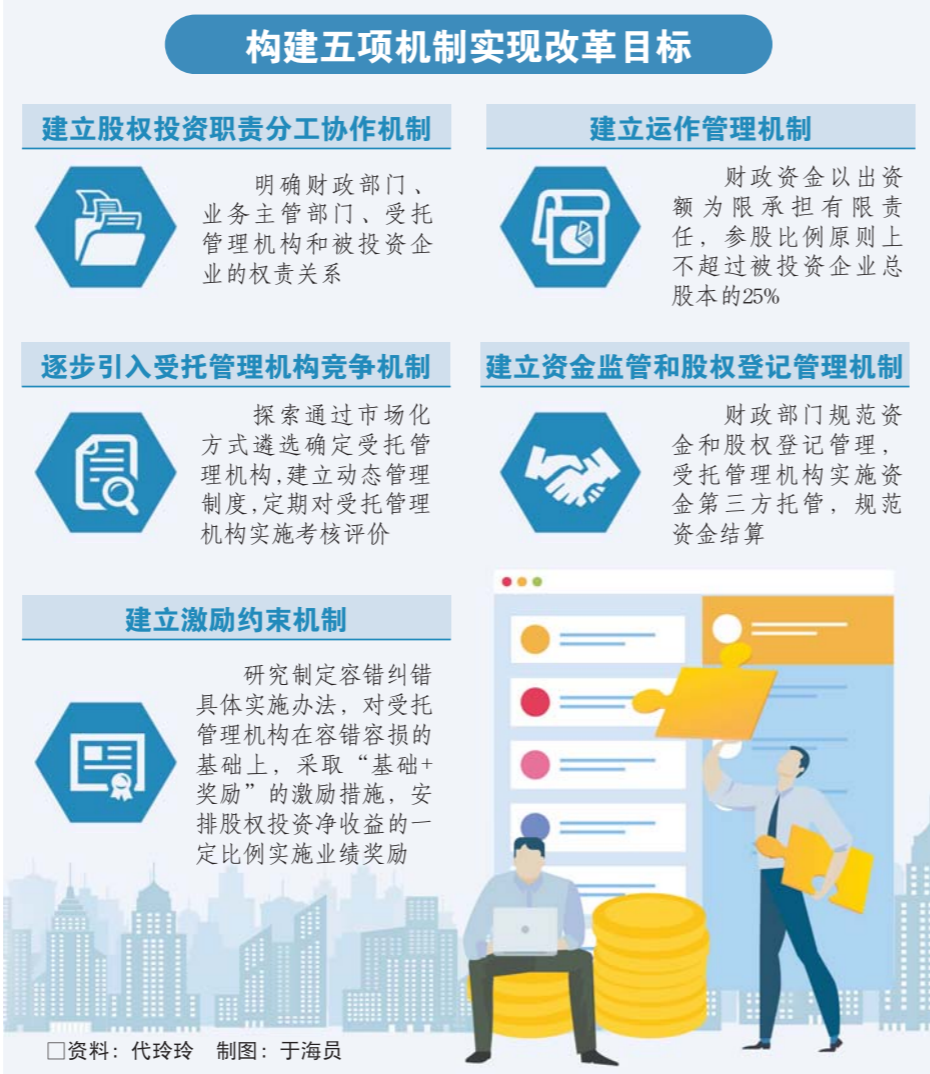 构建五项机制实现改革目标
建立股权投资职责分工协作机制
明确财政部门、
业务主管部门、受托
管理机构和被投资企
业的权责关系
建立运作管理机制
财政资金以出资
额为限承担有限责
任，参股比例原则上
不超过被投资企业总
股本的25%
逐步引入受托管理机构竞争机制
探索通过市场化
方式遴选确定受托管
理机构,建立动态管理
制度,定期对受托管理
机构实施考核评价
建立资金监管和股权登记管理机制
财政部门规范资
金和股权登记管理，
受托管理机构实施资
金第三方托管，规范
资金结算
建立激励约束机制
研究制定容错纠错
具体实施办法，对受托
管理机构在容错容损的
基础上，采取“基础+
奖励”的激励措施，安
排股权投资净收益的一
定比例实施业绩奖励
□资料：代玲玲　制图：于海员